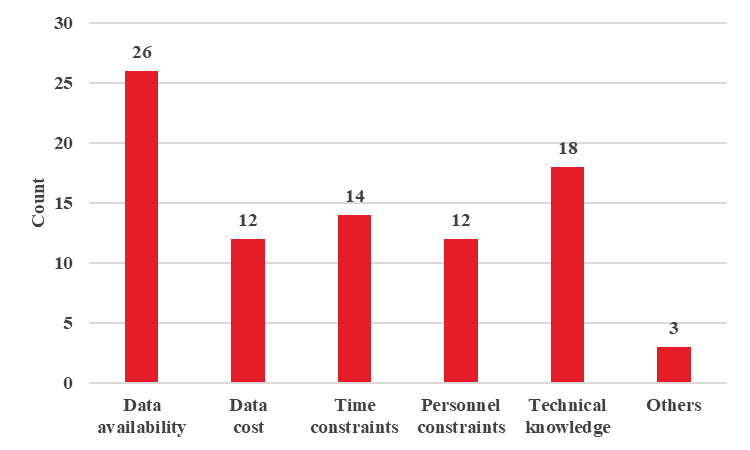 30
25
20
15
10
5
0
Count
26
12
14
12
18
3
Data
availability
Data
cost
Time
constraints
Personnel
constraints
Technical
knowledge
Others